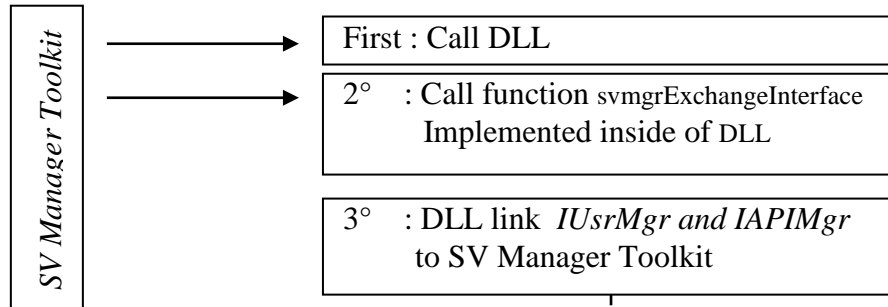 SV Manager Toolkit
First : Call DLL
2° : Call function svmgrExchangeInterface
Implemented inside of DLL
3° : DLL link IUsrMgr and IAPIMgr
to SV Manager Toolkit